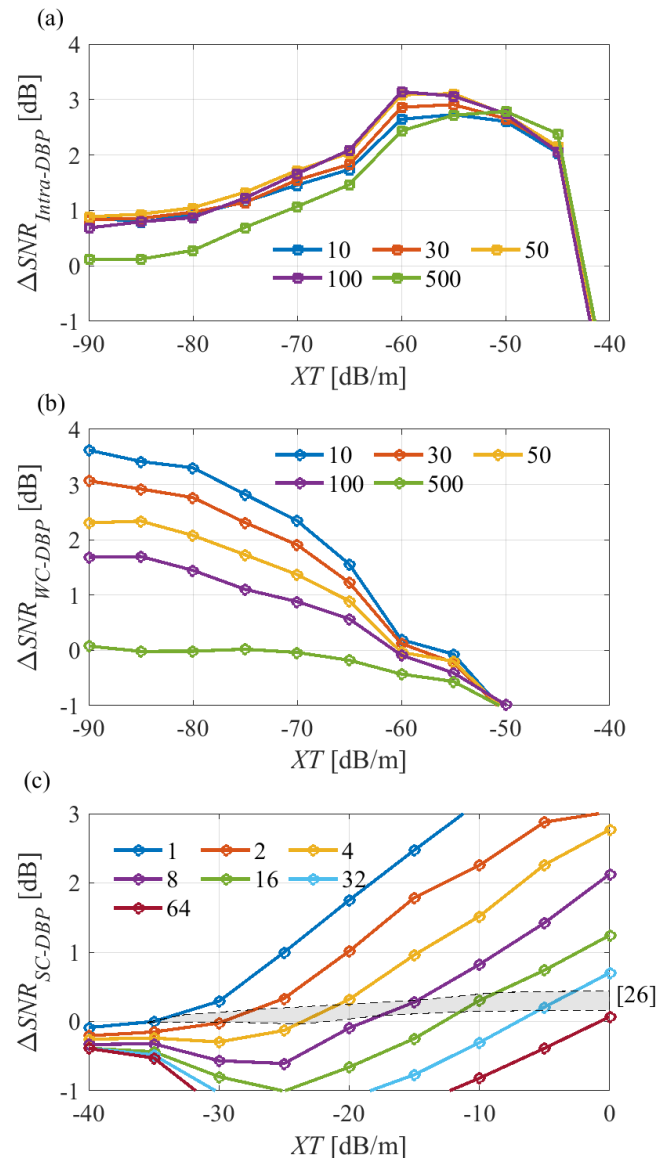 (a)
4
3
2
1
0
-1
ΔSNR_Intra-DBP [dB]
10 30 50
100 500
-90 -80 -70 -60 -50 -40
XT [dB/m]
(b)
4
3
2
1
0
-1
ΔSNR_WC-DBP [dB]
10 30 50
100 500
-90 -80 -70 -60 -50 -40
XT [dB/m]
(c)
3
2
1
0
-1
ΔSNR_SC-DBP [dB]
1 2 4
8 16 32
64
[26]
-40 -30 -20 -10 0
XT [dB/m]